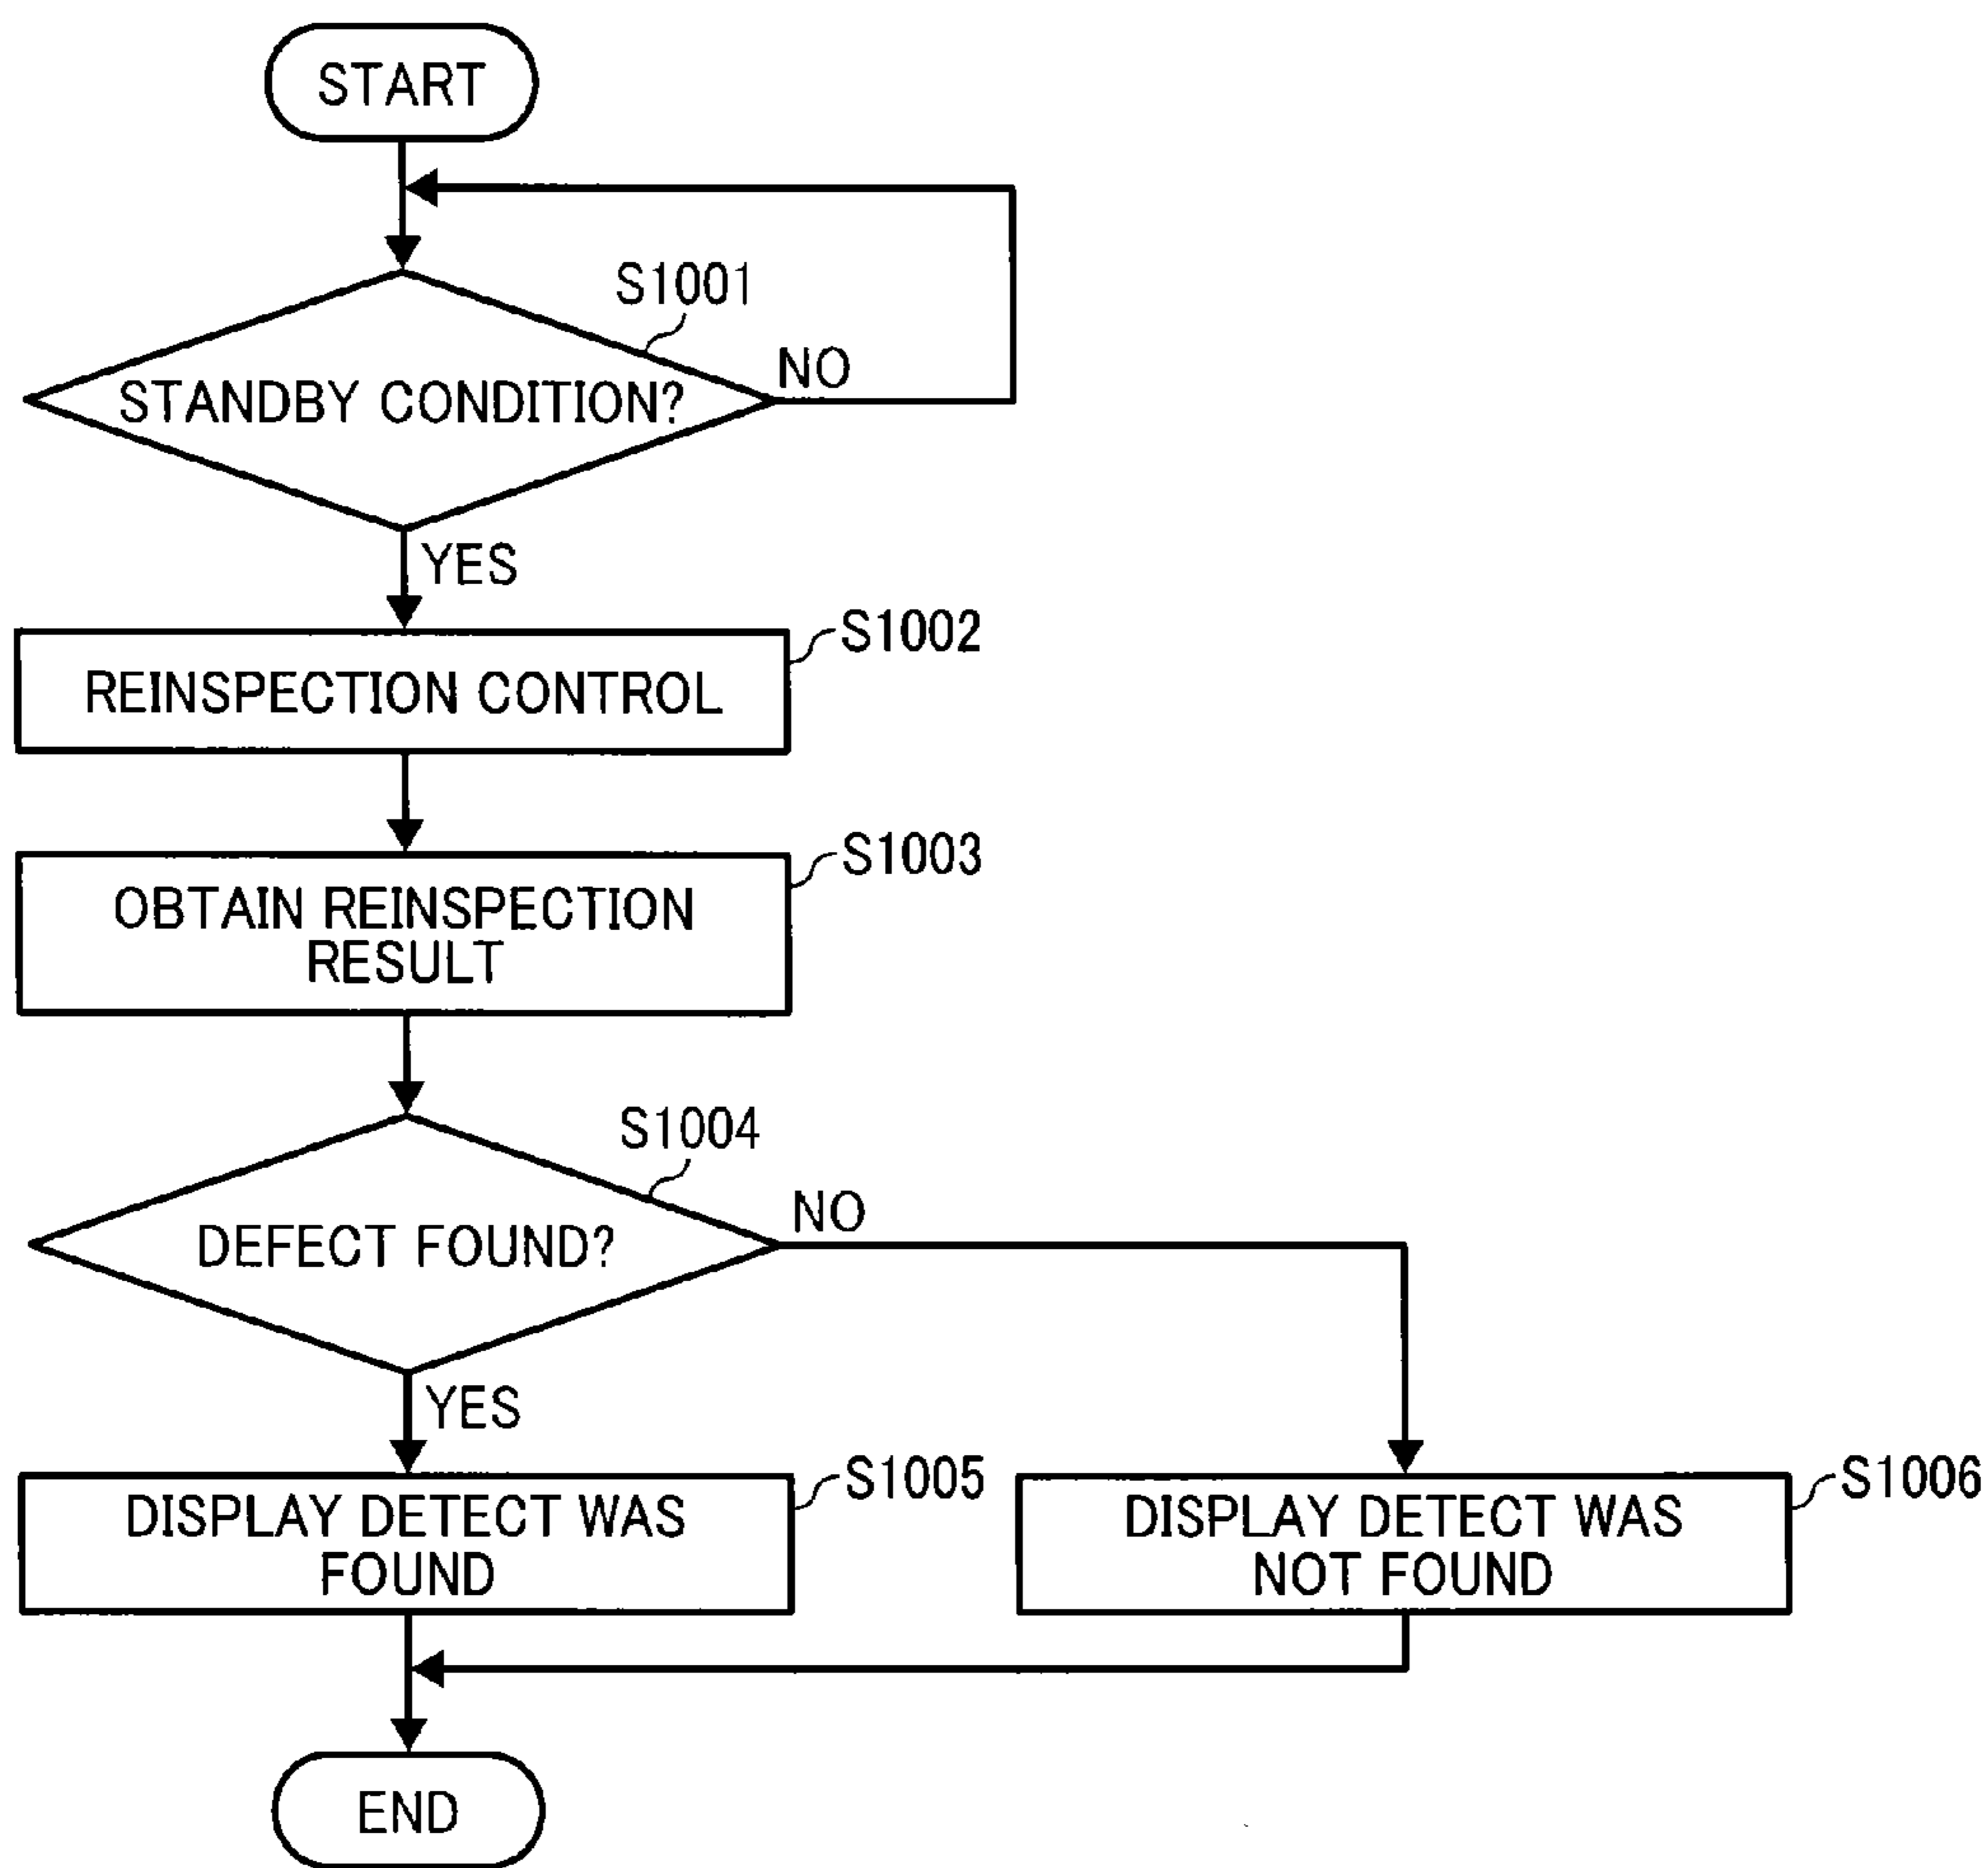 START
S1001
STANDBY CONDITION?
NO
YES
S1002
REINSPECTION CONTROL
S1003
OBTAIN REINSPECTION
RESULT
S1004
DEFECT FOUND?
NO
YES
S1005
DISPLAY DETECT WAS
FOUND
S1006
DISPLAY DETECT WAS
NOT FOUND
END